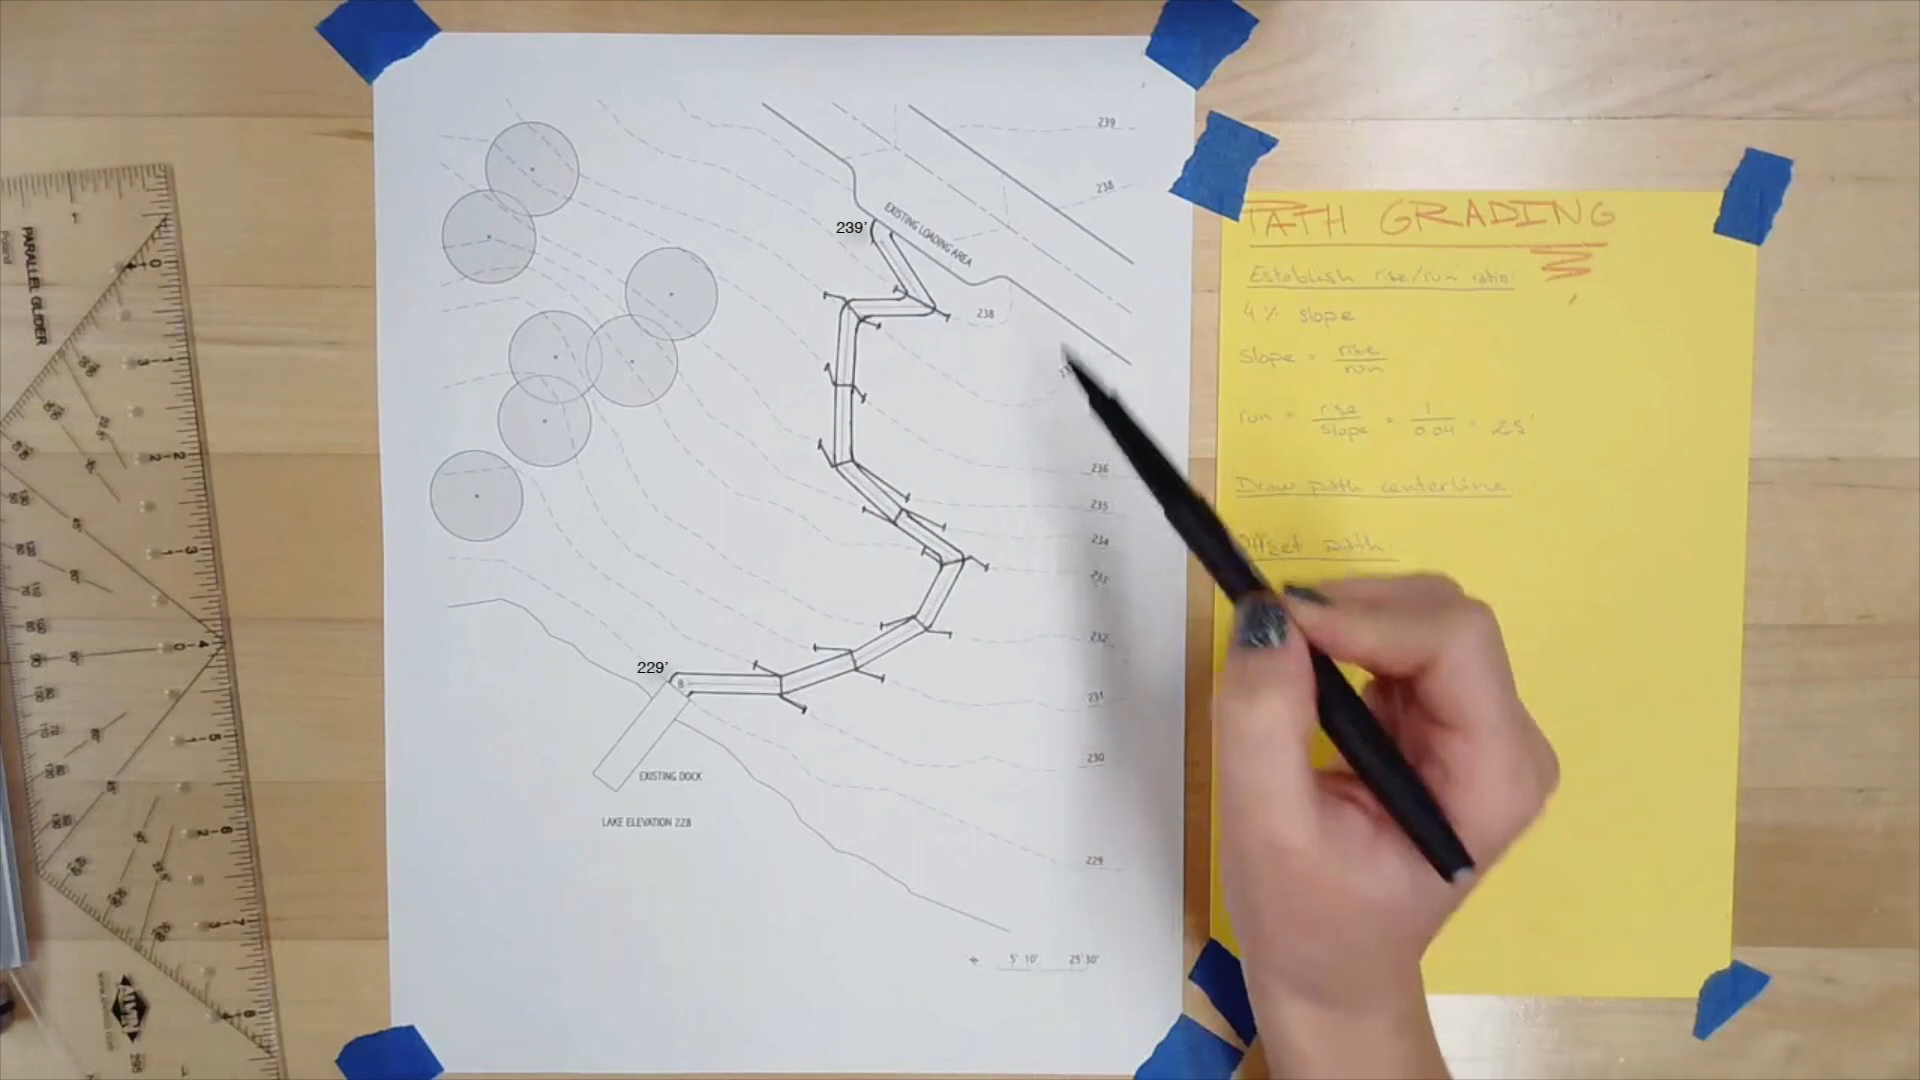 239
238
239'
EXISTING LOADING AREA
238
236
235
234
233
232
231
230
229
229'
B
EXISTING DOCK
LAKE ELEVATION 228
5' 10' 25' 30'
PATH GRADING
Establish rise/run ratio:
4% slope
slope = rise/run
run = rise/slope = 1/0.04 = 25'
Draw path centerline
Offset path:
PARALLEL GLIDER
ALVIN